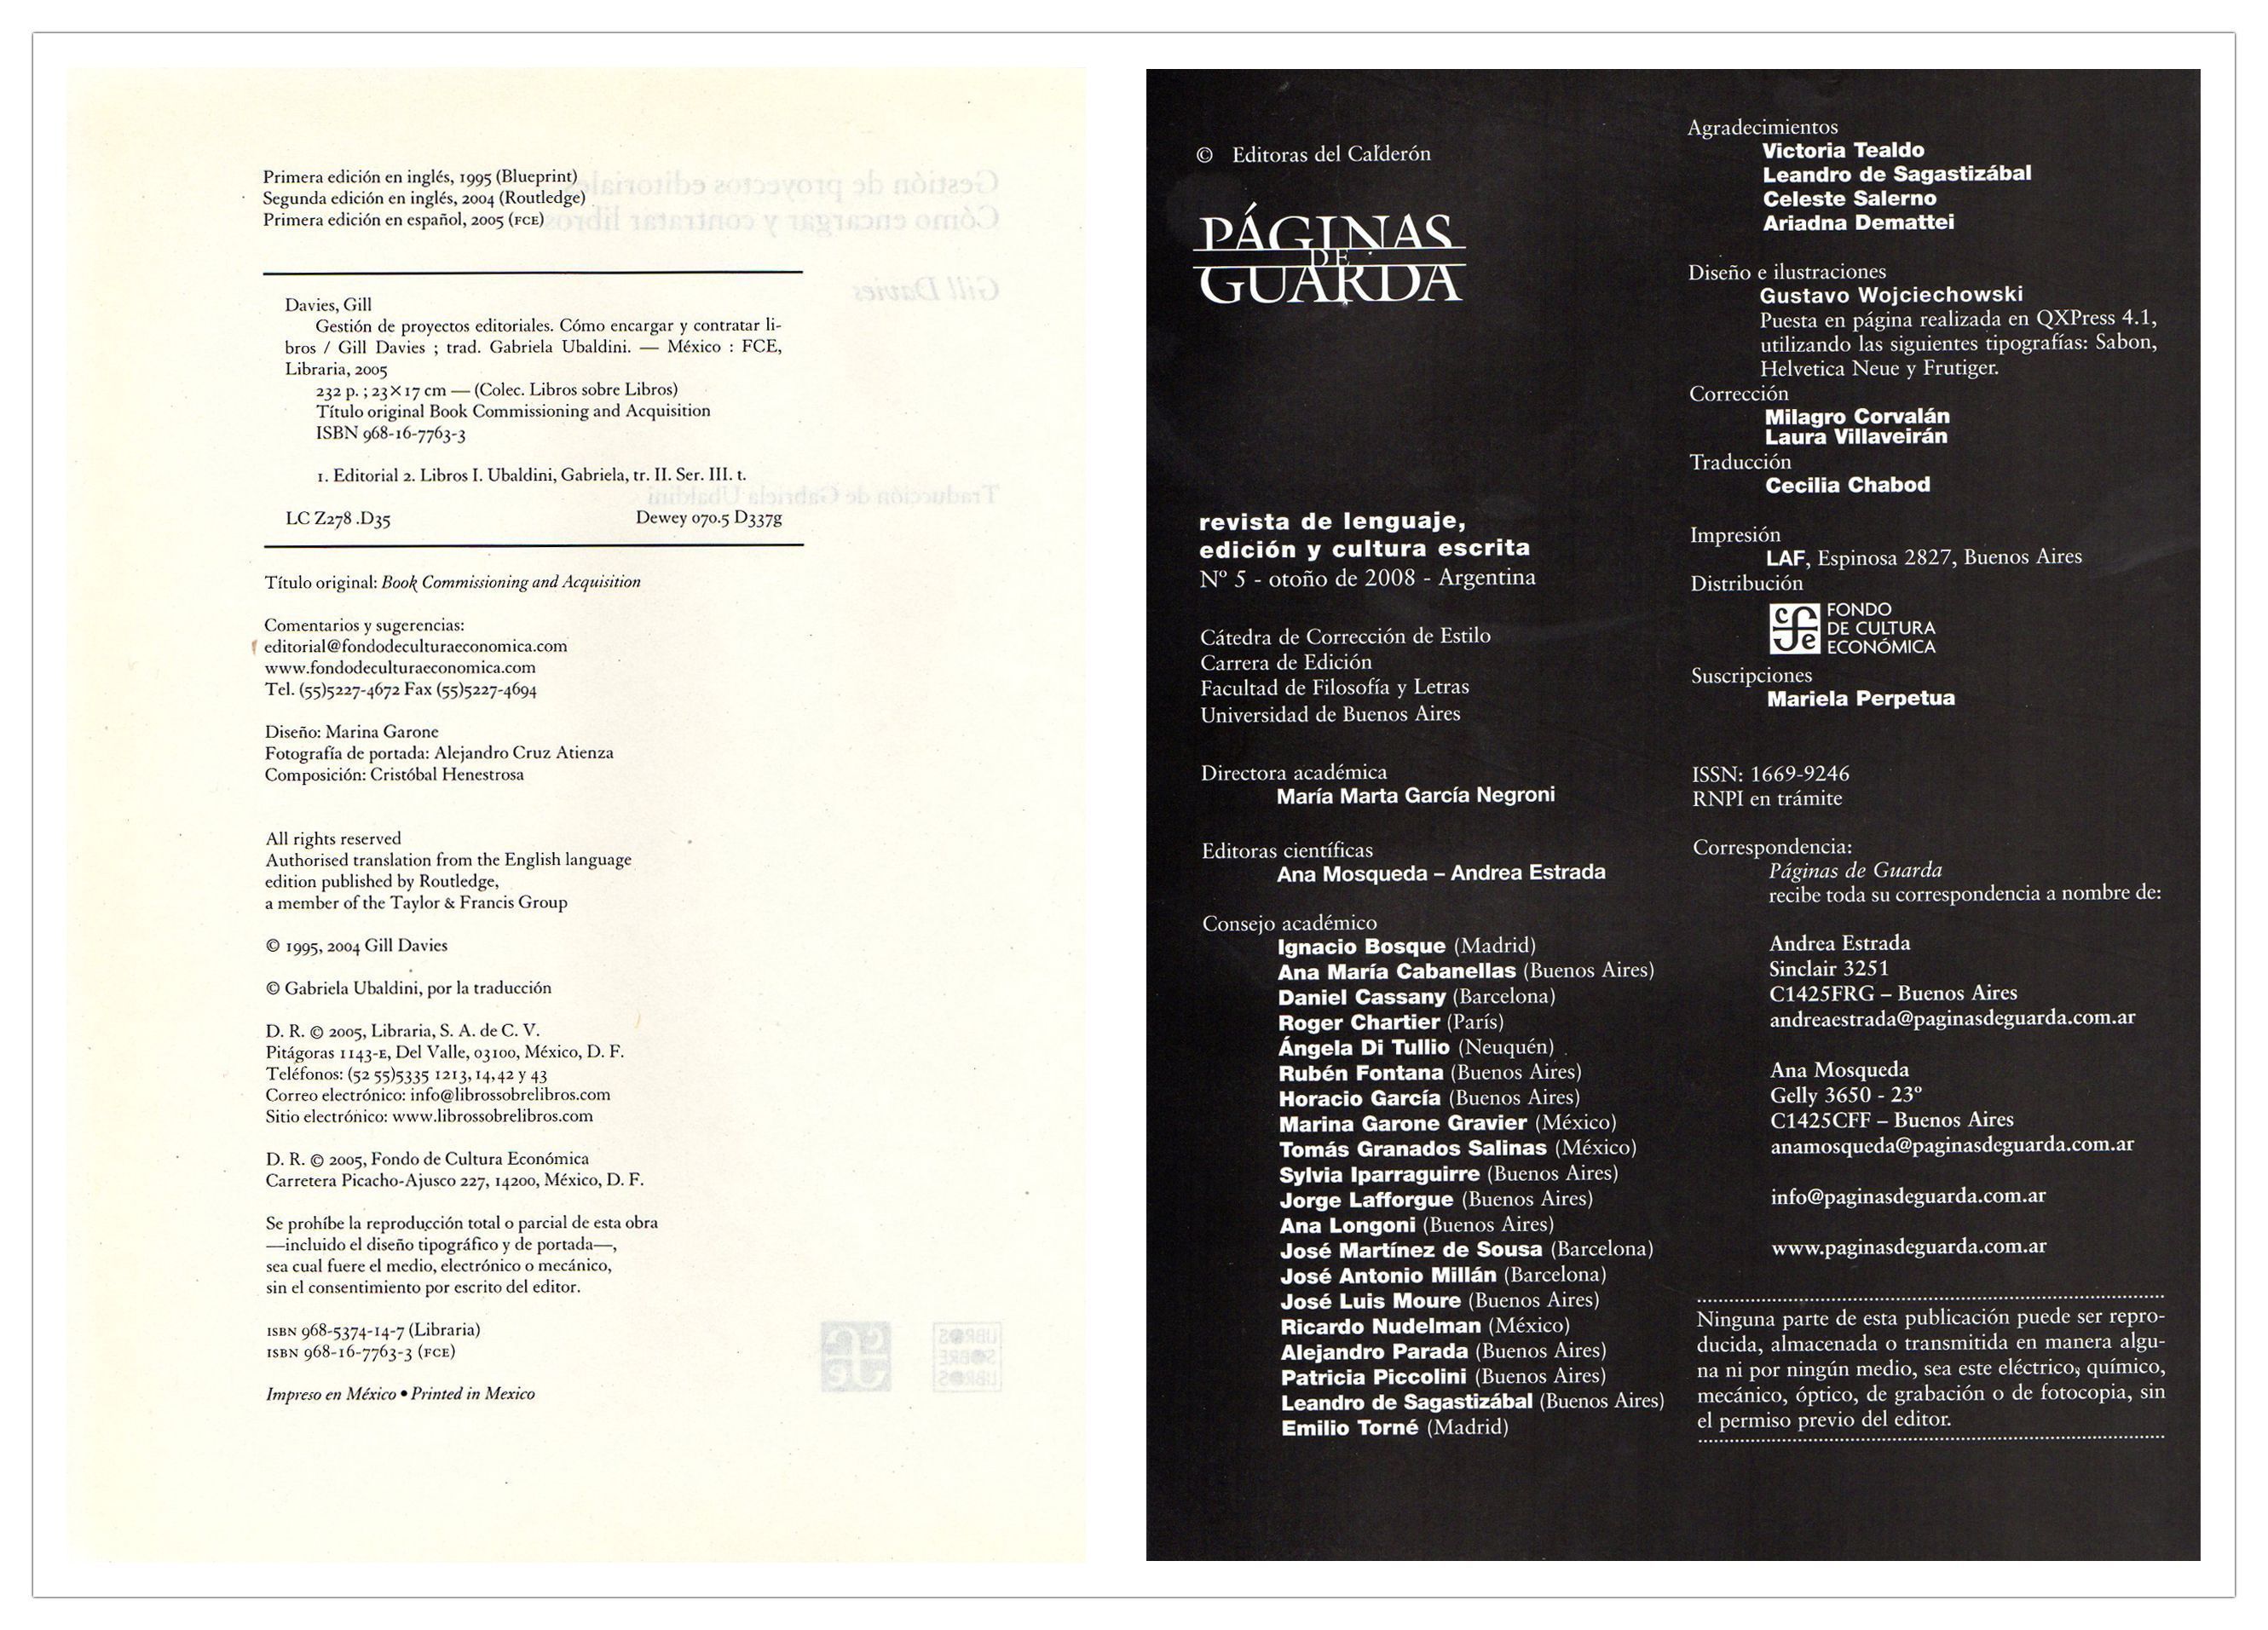 Primera edición en inglés, 1995 (Blueprint)
Segunda edición en inglés, 2004 (Routledge)
Primera edición en español, 2005 (FCE)
Gestión de proyectos editoriales
Cómo encargar y contratar libros
Gill Davies
Davies, Gill
Gestión de proyectos editoriales. Cómo encargar y contratar li-
bros / Gill Davies ; trad. Gabriela Ubaldini. — México : FCE,
Libraria, 2005
232 p. ; 23×17 cm — (Colec. Libros sobre Libros)
Título original Book Commissioning and Acquisition
ISBN 968-16-7763-3
1. Editorial 2. Libros I. Ubaldini, Gabriela, tr. II. Ser. III. t.
Traducción de Gabriela Ubaldini
LC Z278 .D35 Dewey 070.5 D337g
Título original: Book Commissioning and Acquisition
Comentarios y sugerencias:
editorial@fondodeculturaeconomica.com
www.fondodeculturaeconomica.com
Tel. (55)5227-4672 Fax (55)5227-4694
Diseño: Marina Garone
Fotografía de portada: Alejandro Cruz Atienza
Composición: Cristóbal Henestrosa
All rights reserved
Authorised translation from the English language
edition published by Routledge,
a member of the Taylor & Francis Group
© 1995, 2004 Gill Davies
© Gabriela Ubaldini, por la traducción
D. R. © 2005, Libraria, S. A. de C. V.
Pitágoras 1143-E, Del Valle, 03100, México, D. F.
Teléfonos: (52 55)5335 1213, 14, 42 y 43
Correo electrónico: info@librossobrelibros.com
Sitio electrónico: www.librossobrelibros.com
D. R. © 2005, Fondo de Cultura Económica
Carretera Picacho-Ajusco 227, 14200, México, D. F.
Se prohíbe la reproducción total o parcial de esta obra
—incluido el diseño tipográfico y de portada—,
sea cual fuere el medio, electrónico o mecánico,
sin el consentimiento por escrito del editor.
ISBN 968-5374-14-7 (Libraria)
ISBN 968-16-7763-3 (FCE)
LIBROS
SOBRE
LIBROS
Impreso en México • Printed in Mexico
© Editoras del Calderón
PÁGINAS
DE
GUARDA
revista de lenguaje,
edición y cultura escrita
Nº 5 - otoño de 2008 - Argentina
Cátedra de Corrección de Estilo
Carrera de Edición
Facultad de Filosofía y Letras
Universidad de Buenos Aires
Directora académica
María Marta García Negroni
Editoras científicas
Ana Mosqueda – Andrea Estrada
Consejo académico
Ignacio Bosque (Madrid)
Ana María Cabanellas (Buenos Aires)
Daniel Cassany (Barcelona)
Roger Chartier (París)
Ángela Di Tullio (Neuquén)
Rubén Fontana (Buenos Aires)
Horacio García (Buenos Aires)
Marina Garone Gravier (México)
Tomás Granados Salinas (México)
Sylvia Iparraguirre (Buenos Aires)
Jorge Lafforgue (Buenos Aires)
Ana Longoni (Buenos Aires)
José Martínez de Sousa (Barcelona)
José Antonio Millán (Barcelona)
José Luis Moure (Buenos Aires)
Ricardo Nudelman (México)
Alejandro Parada (Buenos Aires)
Patricia Piccolini (Buenos Aires)
Leandro de Sagastizábal (Buenos Aires)
Emilio Torné (Madrid)
Agradecimientos
Victoria Tealdo
Leandro de Sagastizábal
Celeste Salerno
Ariadna Demattei
Diseño e ilustraciones
Gustavo Wojciechowski
Puesta en página realizada en QXPress 4.1,
utilizando las siguientes tipografías: Sabon,
Helvetica Neue y Frutiger.
Corrección
Milagro Corvalán
Laura Villaveirán
Traducción
Cecilia Chabod
Impresión
LAF, Espinosa 2827, Buenos Aires
Distribución
cfe FONDO
DE CULTURA
ECONÓMICA
Suscripciones
Mariela Perpetua
ISSN: 1669-9246
RNPI en trámite
Correspondencia:
Páginas de Guarda
recibe toda su correspondencia a nombre de:
Andrea Estrada
Sinclair 3251
C1425FRG – Buenos Aires
andreaestrada@paginasdeguarda.com.ar
Ana Mosqueda
Gelly 3650 - 23º
C1425CFF – Buenos Aires
anamosqueda@paginasdeguarda.com.ar
info@paginasdeguarda.com.ar
www.paginasdeguarda.com.ar
Ninguna parte de esta publicación puede ser repro-
ducida, almacenada o transmitida en manera algu-
na ni por ningún medio, sea este eléctrico, químico,
mecánico, óptico, de grabación o de fotocopia, sin
el permiso previo del editor.